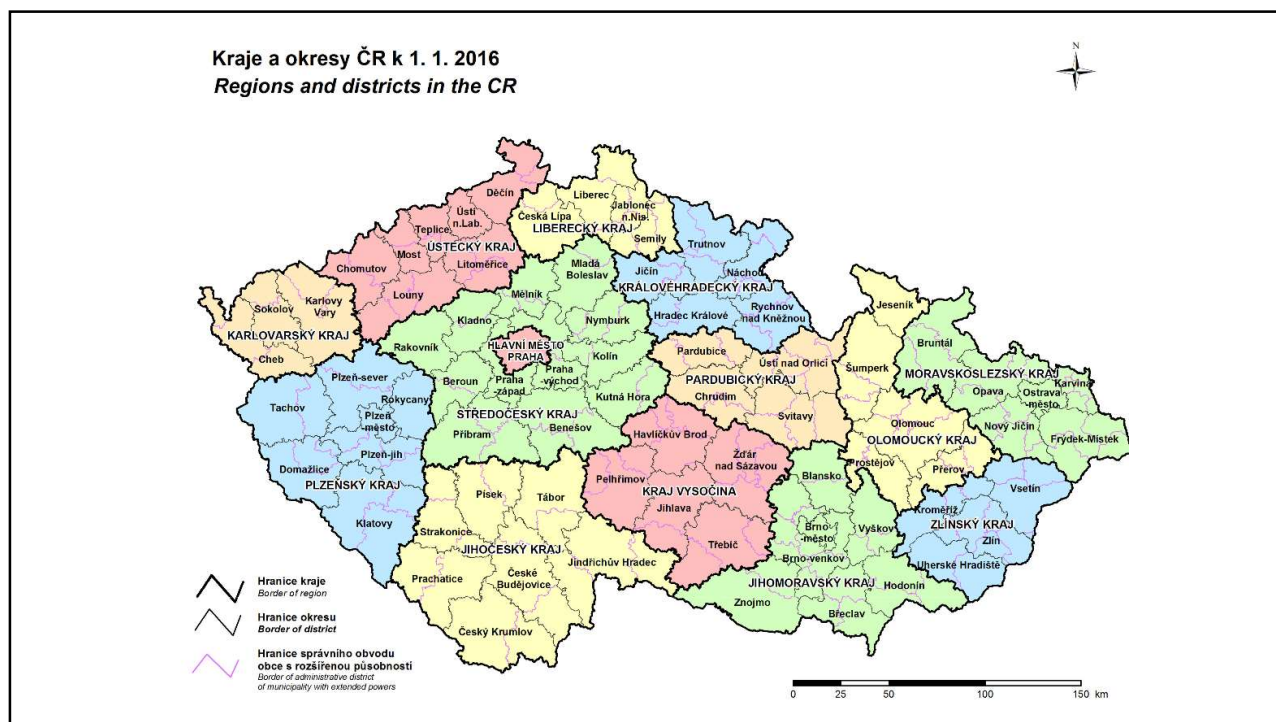 Kraje a okresy ČR k 1. 1. 2016
Regions and districts in the CR
N
Děčín
Ústí
n.Lab.
Teplice
ÚSTECKÝ KRAJ
Most
Litoměřice
Chomutov
Louny
Liberec
Jablonec
n.Nis.
Česká Lípa
LIBERECKÝ KRAJ
Semily
Trutnov
Jičín
Náchod
KRÁLOVÉHRADECKÝ KRAJ
Hradec Králové
Rychnov
nad Kněžnou
Sokolov
Karlovy
Vary
KARLOVARSKÝ KRAJ
Cheb
Mladá
Boleslav
Mělník
Kladno
Nymburk
Rakovník
HLAVNÍ MĚSTO
PRAHA
Kolín
Beroun
Praha
-západ
Praha
-východ
Kutná Hora
STŘEDOČESKÝ KRAJ
Příbram
Benešov
Plzeň-sever
Rokycany
Tachov
Plzeň
město
Plzeň-jih
Domažlice
PLZEŇSKÝ KRAJ
Klatovy
Pardubice
Ústí nad Orlicí
PARDUBICKÝ KRAJ
Chrudim
Svitavy
Jeseník
Šumperk
Olomouc
OLOMOUCKÝ KRAJ
Prostějov
Přerov
Bruntál
MORAVSKOSLEZSKÝ KRAJ
Karviná
Opava
Ostrava
-město
Nový Jičín
Frýdek-Místek
Havlíčkův Brod
Žďár
nad Sázavou
Pelhřimov
KRAJ VYSOČINA
Jihlava
Třebíč
Písek
Tábor
Strakonice
JIHOČESKÝ KRAJ
Jindřichův Hradec
Prachatice
České
Budějovice
Český Krumlov
Blansko
Brno
-město
Vyškov
Brno-venkov
JIHOMORAVSKÝ KRAJ
Hodonín
Znojmo
Břeclav
Vsetín
Kroměříž
ZLÍNSKÝ KRAJ
Zlín
Uherské Hradiště
Hranice kraje
Border of region
Hranice okresu
Border of district
Hranice správního obvodu
obce s rozšířenou působností
Border of administrative district
of municipality with extended powers
0 25 50 100 150 km